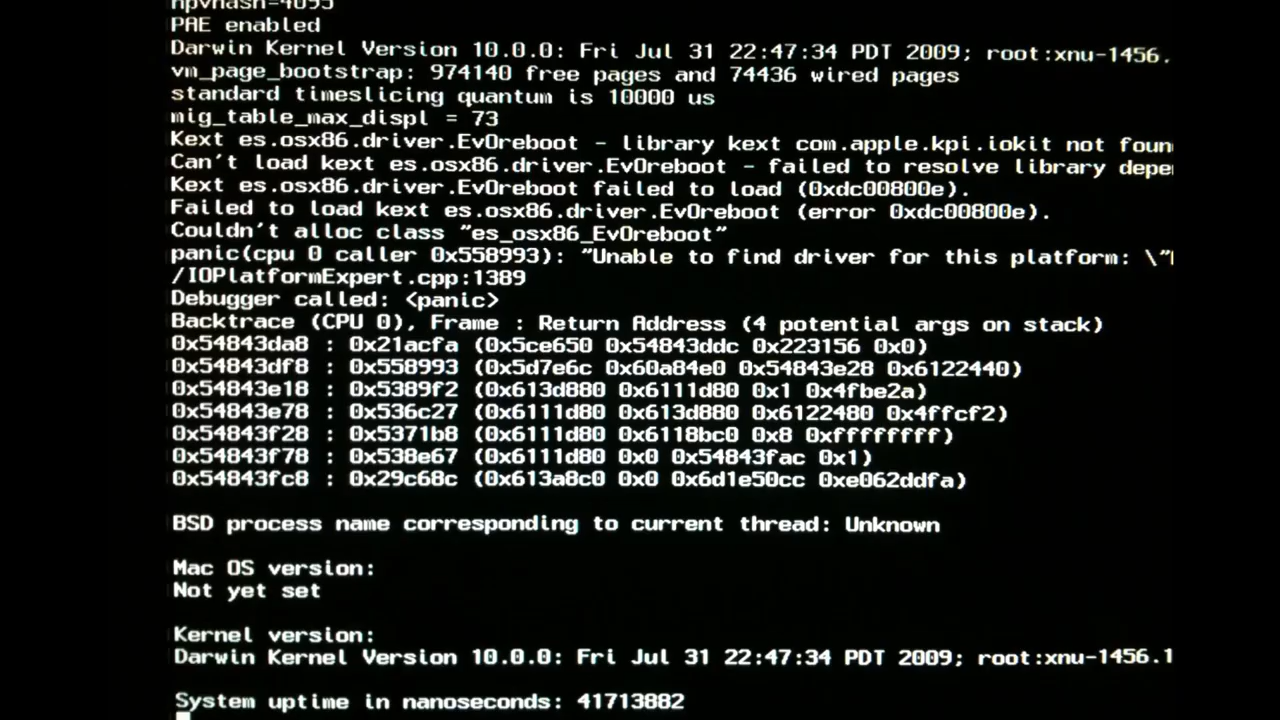 hpvhash=4095
PAE enabled
Darwin Kernel Version 10.0.0: Fri Jul 31 22:47:34 PDT 2009; root:xnu-1456.
vm_page_bootstrap: 974140 free pages and 74436 wired pages
standard timeslicing quantum is 10000 us
mig_table_max_displ = 73
Kext es.osx86.driver.EvOreboot - library kext com.apple.kpi.iokit not foun
Can't load kext es.osx86.driver.EvOreboot - failed to resolve library depe
Kext es.osx86.driver.EvOreboot failed to load (0xdc00800e).
Failed to load kext es.osx86.driver.EvOreboot (error 0xdc00800e).
Couldn't alloc class "es_osx86_EvOreboot"
panic(cpu 0 caller 0x558993): "Unable to find driver for this platform: \"
/IOPlatformExpert.cpp:1389
Debugger called: <panic>
Backtrace (CPU 0), Frame : Return Address (4 potential args on stack)
0x54843da8 : 0x21acfa (0x5ce650 0x54843ddc 0x223156 0x0)
0x54843df8 : 0x558993 (0x5d7e6c 0x60a84e0 0x54843e28 0x6122440)
0x54843e18 : 0x5389f2 (0x613d880 0x6111d80 0x1 0x4fbe2a)
0x54843e78 : 0x536c27 (0x6111d80 0x613d880 0x6122480 0x4ffcf2)
0x54843f28 : 0x5371b8 (0x6111d80 0x6118bc0 0x8 0xffffffff)
0x54843f78 : 0x538e67 (0x6111d80 0x0 0x54843fac 0x1)
0x54843fc8 : 0x29c68c (0x613a8c0 0x0 0x6d1e50cc 0xe062ddfa)
BSD process name corresponding to current thread: Unknown
Mac OS version:
Not yet set
Kernel version:
Darwin Kernel Version 10.0.0: Fri Jul 31 22:47:34 PDT 2009; root:xnu-1456.1
System uptime in nanoseconds: 41713882